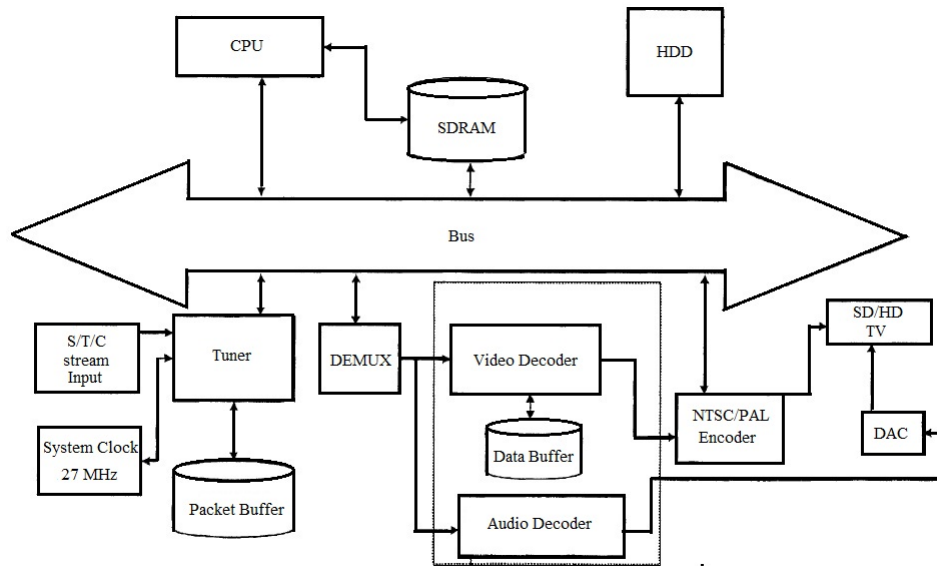 CPU
HDD
SDRAM
Bus
S/T/C
stream
Input
Tuner
DEMUX
Video Decoder
SD/HD
TV
NTSC/PAL
Encoder
DAC
System Clock
27 MHz
Packet Buffer
Data Buffer
Audio Decoder